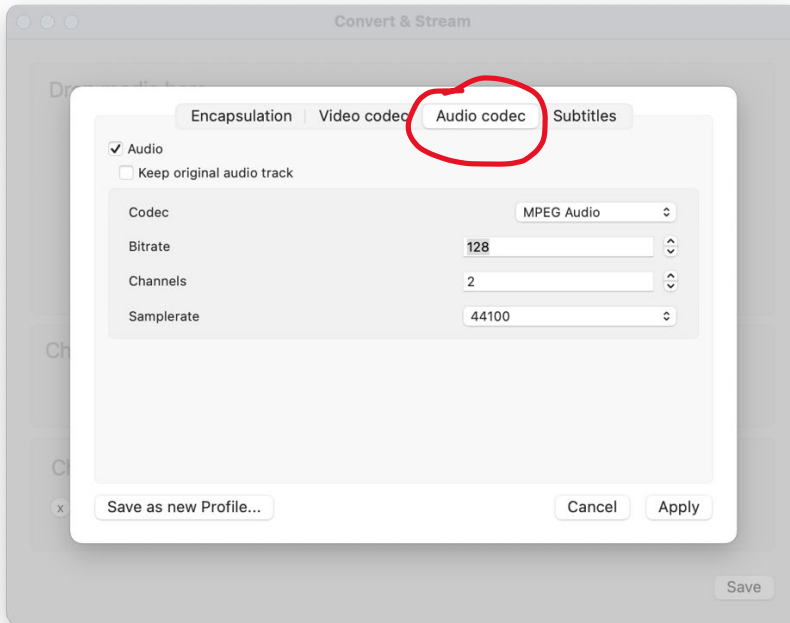 Convert & Stream
Encapsulation Video codec Audio codec Subtitles
✓ Audio
Keep original audio track
Codec MPEG Audio
Bitrate 128
Channels 2
Samplerate 44100
Ch
x
Save as new Profile... Cancel Apply
Save